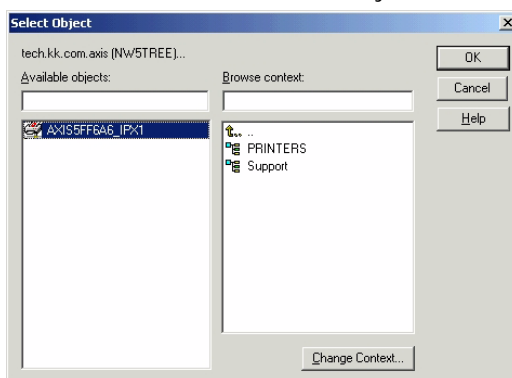 Select Object
tech.kk.com.axis (NW5TREE)...
Available objects:
Browse context:
OK
Cancel
Help
AXIS5FF6A6_IPX1
..
PRINTERS
Support
Change Context...